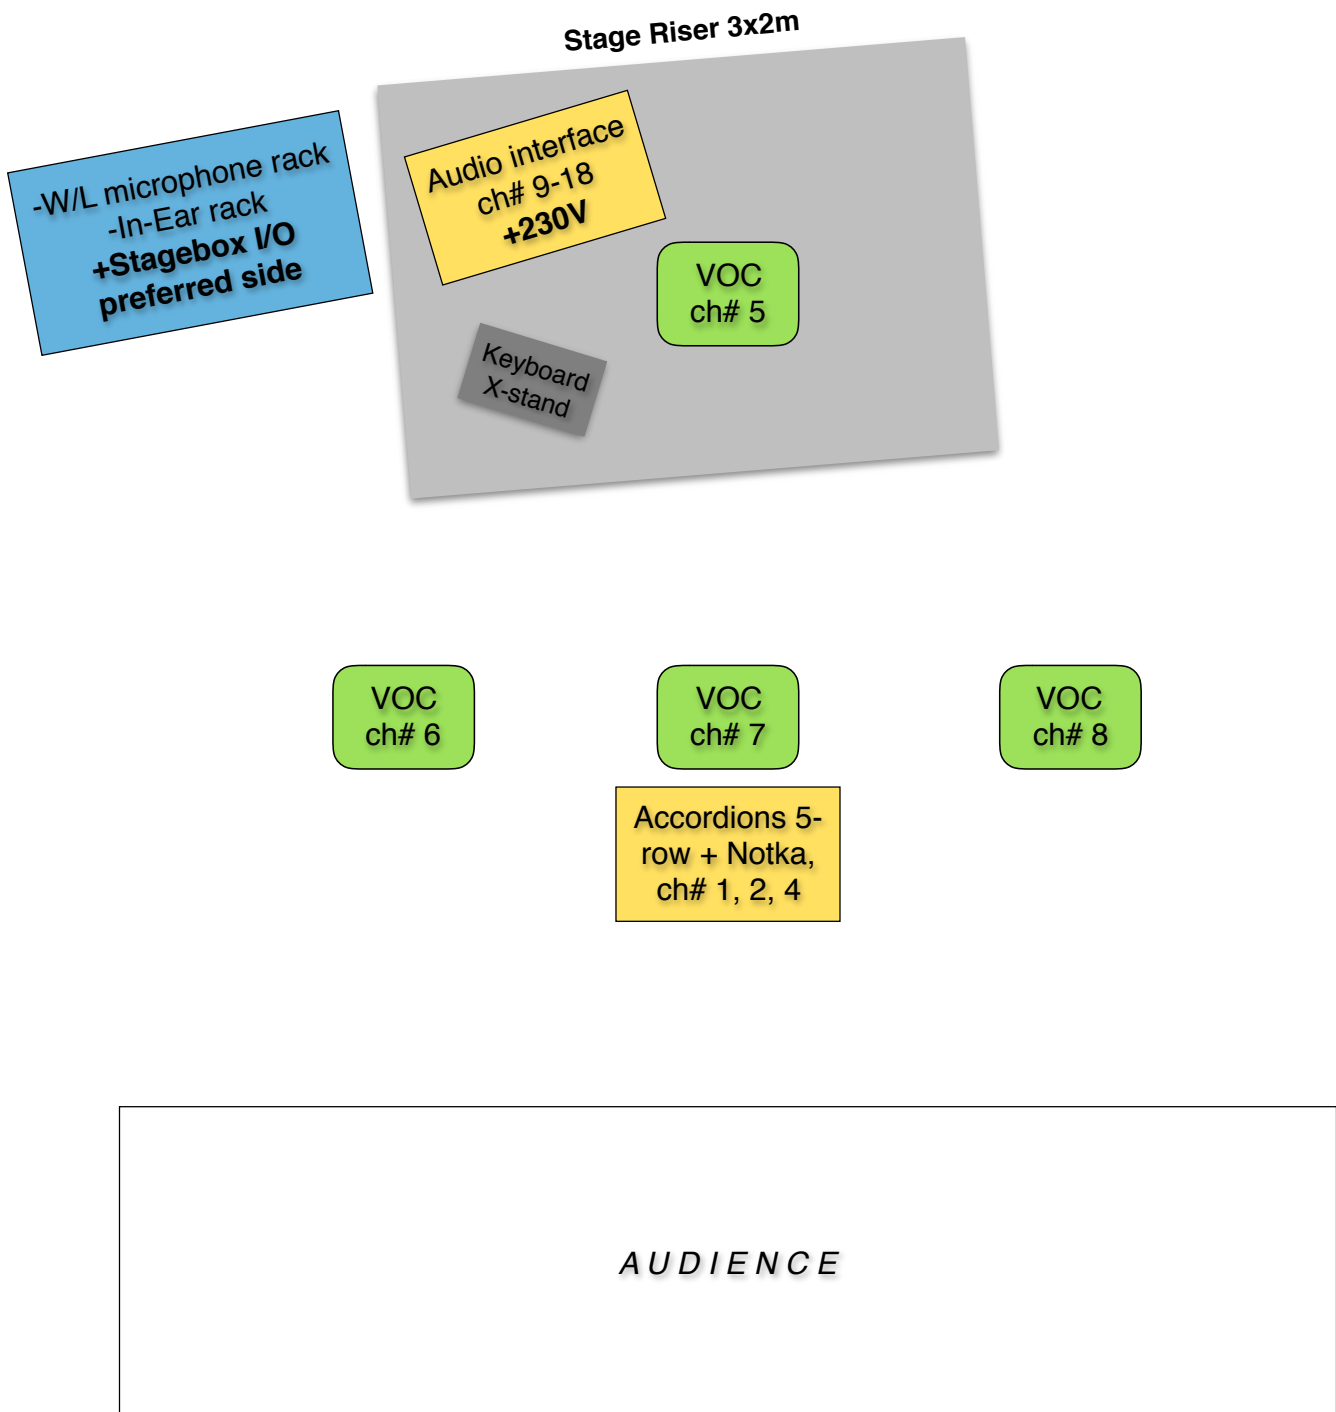 Stage Riser 3x2m
-W/L microphone rack
-In-Ear rack
+Stagebox I/O
preferred side
Audio interface
ch# 9-18
+230V
VOC
ch# 5
Keyboard
X-stand
VOC
ch# 6
VOC
ch# 7
VOC
ch# 8
Accordions 5-
row + Notka,
ch# 1, 2, 4
A U D I E N C E